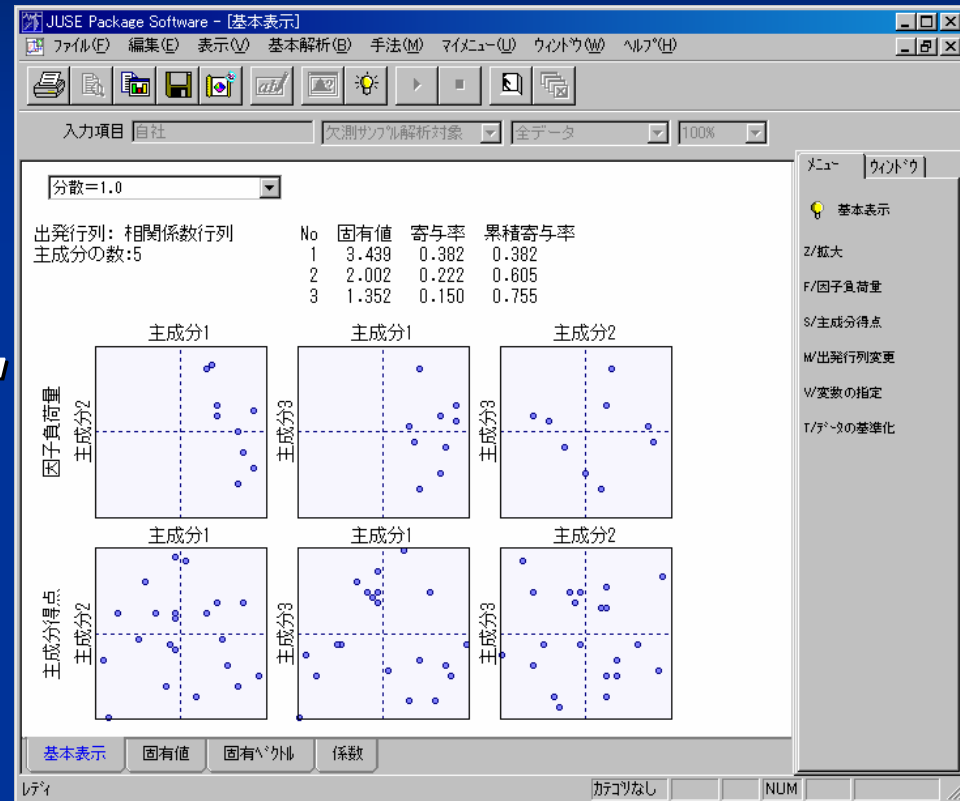 JUSE Package Software - [基本表示]
ファイル(F) 編集(E) 表示(V) 基本解析(B) 手法(M) マイメニュー(U) ウィンドウ(W) ヘルプ(H)
入力項目 自社 欠測サンプル解析対象 全データ 100%
メニュー ウィンドウ
分散=1.0
基本表示
Z/拡大
F/因子負荷量
S/主成分得点
M/出発行列変更
V/変数の指定
T/データの基準化
出発行列: 相関係数行列
主成分の数:5
No 固有値 寄与率 累積寄与率
1 3.439 0.382 0.382
2 2.002 0.222 0.605
3 1.352 0.150 0.755
主成分1 主成分1 主成分2
因子負荷量
主成分2 主成分3 主成分3
主成分1 主成分1 主成分2
主成分得点
主成分2 主成分3 主成分3
基本表示 固有値 固有ベクトル 係数
レディ カテゴリなし NUM